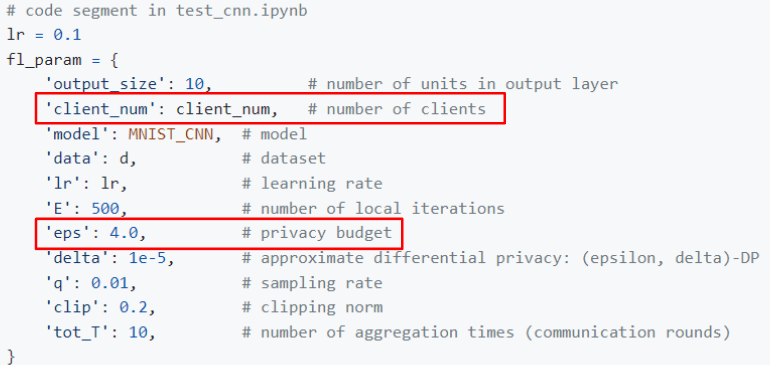 # code segment in test_cnn.ipynb
lr = 0.1
fl_param = {
    'output_size': 10,          # number of units in output layer
    'client_num': client_num,   # number of clients
    'model': MNIST_CNN,  # model
    'data': d,           # dataset
    'lr': lr,            # learning rate
    'E': 500,            # number of local iterations
    'eps': 4.0,          # privacy budget
    'delta': 1e-5,       # approximate differential privacy: (epsilon, delta)-DP
    'q': 0.01,           # sampling rate
    'clip': 0.2,         # clipping norm
    'tot_T': 10,         # number of aggregation times (communication rounds)
}